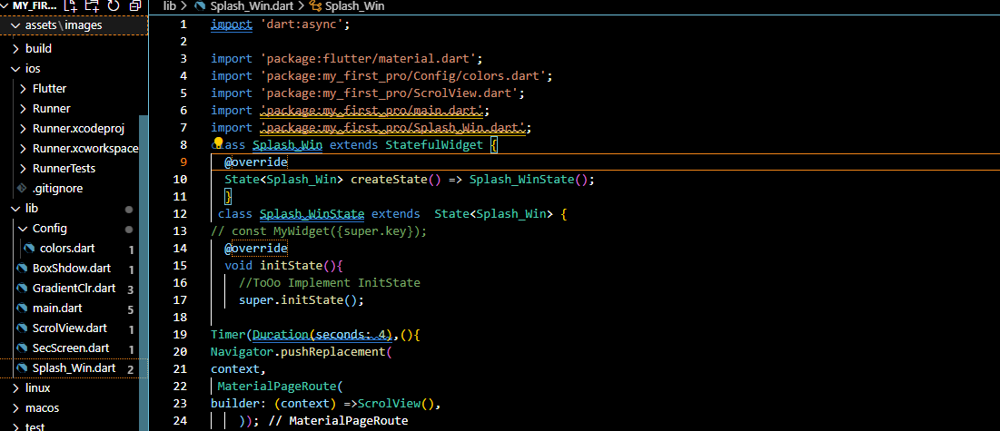 MY_FIR...
assets\images
build
ios
Flutter
Runner
Runner.xcodeproj
Runner.xcworkspace
RunnerTests
.gitignore
lib
Config
colors.dart 1
BoxShdow.dart 1
GradientClr.dart 3
main.dart 5
ScrolView.dart 1
SecScreen.dart 1
Splash_Win.dart 2
linux
macos
test
lib > Splash_Win.dart > Splash_Win
1 import 'dart:async';
2
3 import 'package:flutter/material.dart';
4 import 'package:my_first_pro/Config/colors.dart';
5 import 'package:my_first_pro/ScrolView.dart';
6 import 'package:my_first_pro/main.dart';
7 import 'package:my_first_pro/Splash_Win.dart';
8 class Splash_Win extends StatefulWidget {
9 @override
10 State<Splash_Win> createState() => Splash_WinState();
11 }
12 class Splash_WinState extends  State<Splash_Win> {
13 // const MyWidget({super.key});
14 @override
15 void initState(){
16 //ToOo Implement InitState
17 super.initState();
18
19 Timer(Duration(seconds: 4),(){
20 Navigator.pushReplacement(
21 context,
22 MaterialPageRoute(
23 builder: (context) =>ScrolView(),
24 )); // MaterialPageRoute